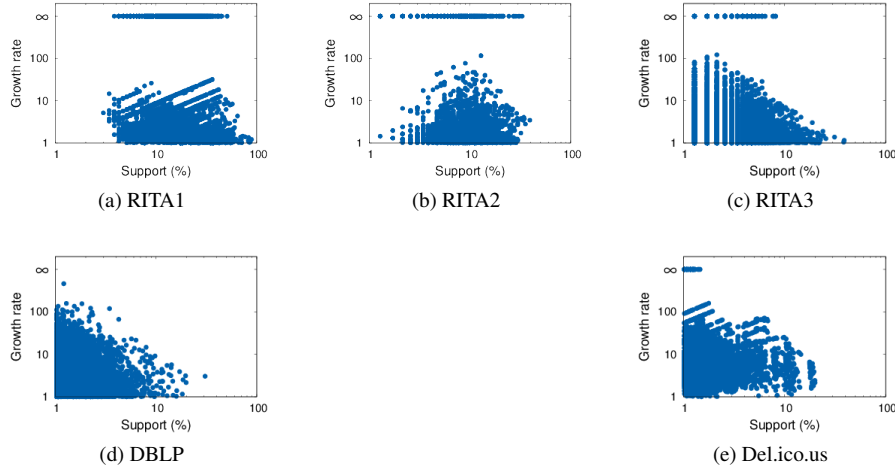 ∞
100
10
1
Growth rate
1 10 100
Support (%)
(a) RITA1
∞
100
10
1
Growth rate
1 10 100
Support (%)
(b) RITA2
∞
100
10
1
Growth rate
1 10 100
Support (%)
(c) RITA3
∞
100
10
1
Growth rate
1 10 100
Support (%)
(d) DBLP
∞
100
10
1
Growth rate
1 10 100
Support (%)
(e) Del.ico.us